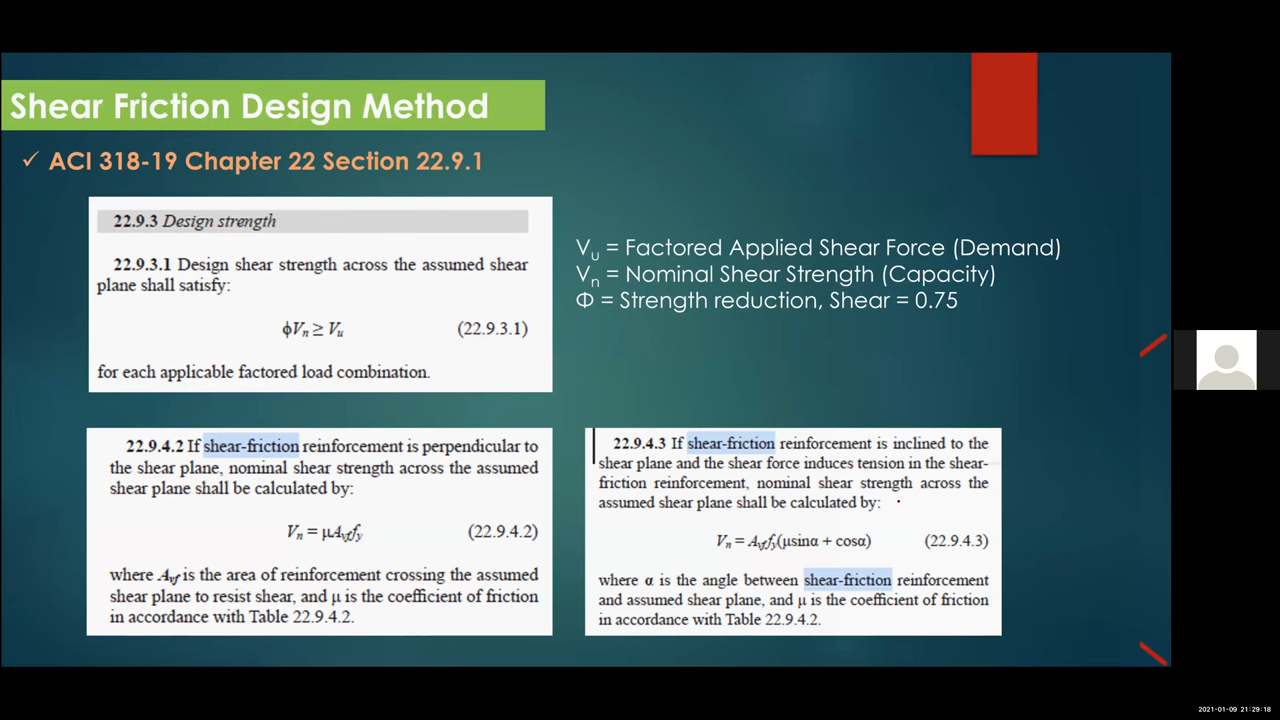 Shear Friction Design Method
✓ ACI 318-19 Chapter 22 Section 22.9.1
22.9.3 Design strength
22.9.3.1 Design shear strength across the assumed shear
plane shall satisfy:
ϕVn ≥ Vu (22.9.3.1)
for each applicable factored load combination.
Vu = Factored Applied Shear Force (Demand)
Vn = Nominal Shear Strength (Capacity)
Φ = Strength reduction, Shear = 0.75
22.9.4.2 If shear-friction reinforcement is perpendicular to
the shear plane, nominal shear strength across the assumed
shear plane shall be calculated by:
Vn = μAvffy (22.9.4.2)
where Avf is the area of reinforcement crossing the assumed
shear plane to resist shear, and μ is the coefficient of friction
in accordance with Table 22.9.4.2.
22.9.4.3 If shear-friction reinforcement is inclined to the
shear plane and the shear force induces tension in the shear-
friction reinforcement, nominal shear strength across the
assumed shear plane shall be calculated by:
Vn = Avffy(μsinα + cosα) (22.9.4.3)
where α is the angle between shear-friction reinforcement
and assumed shear plane, and μ is the coefficient of friction
in accordance with Table 22.9.4.2.
2021-01-09 21:29:18